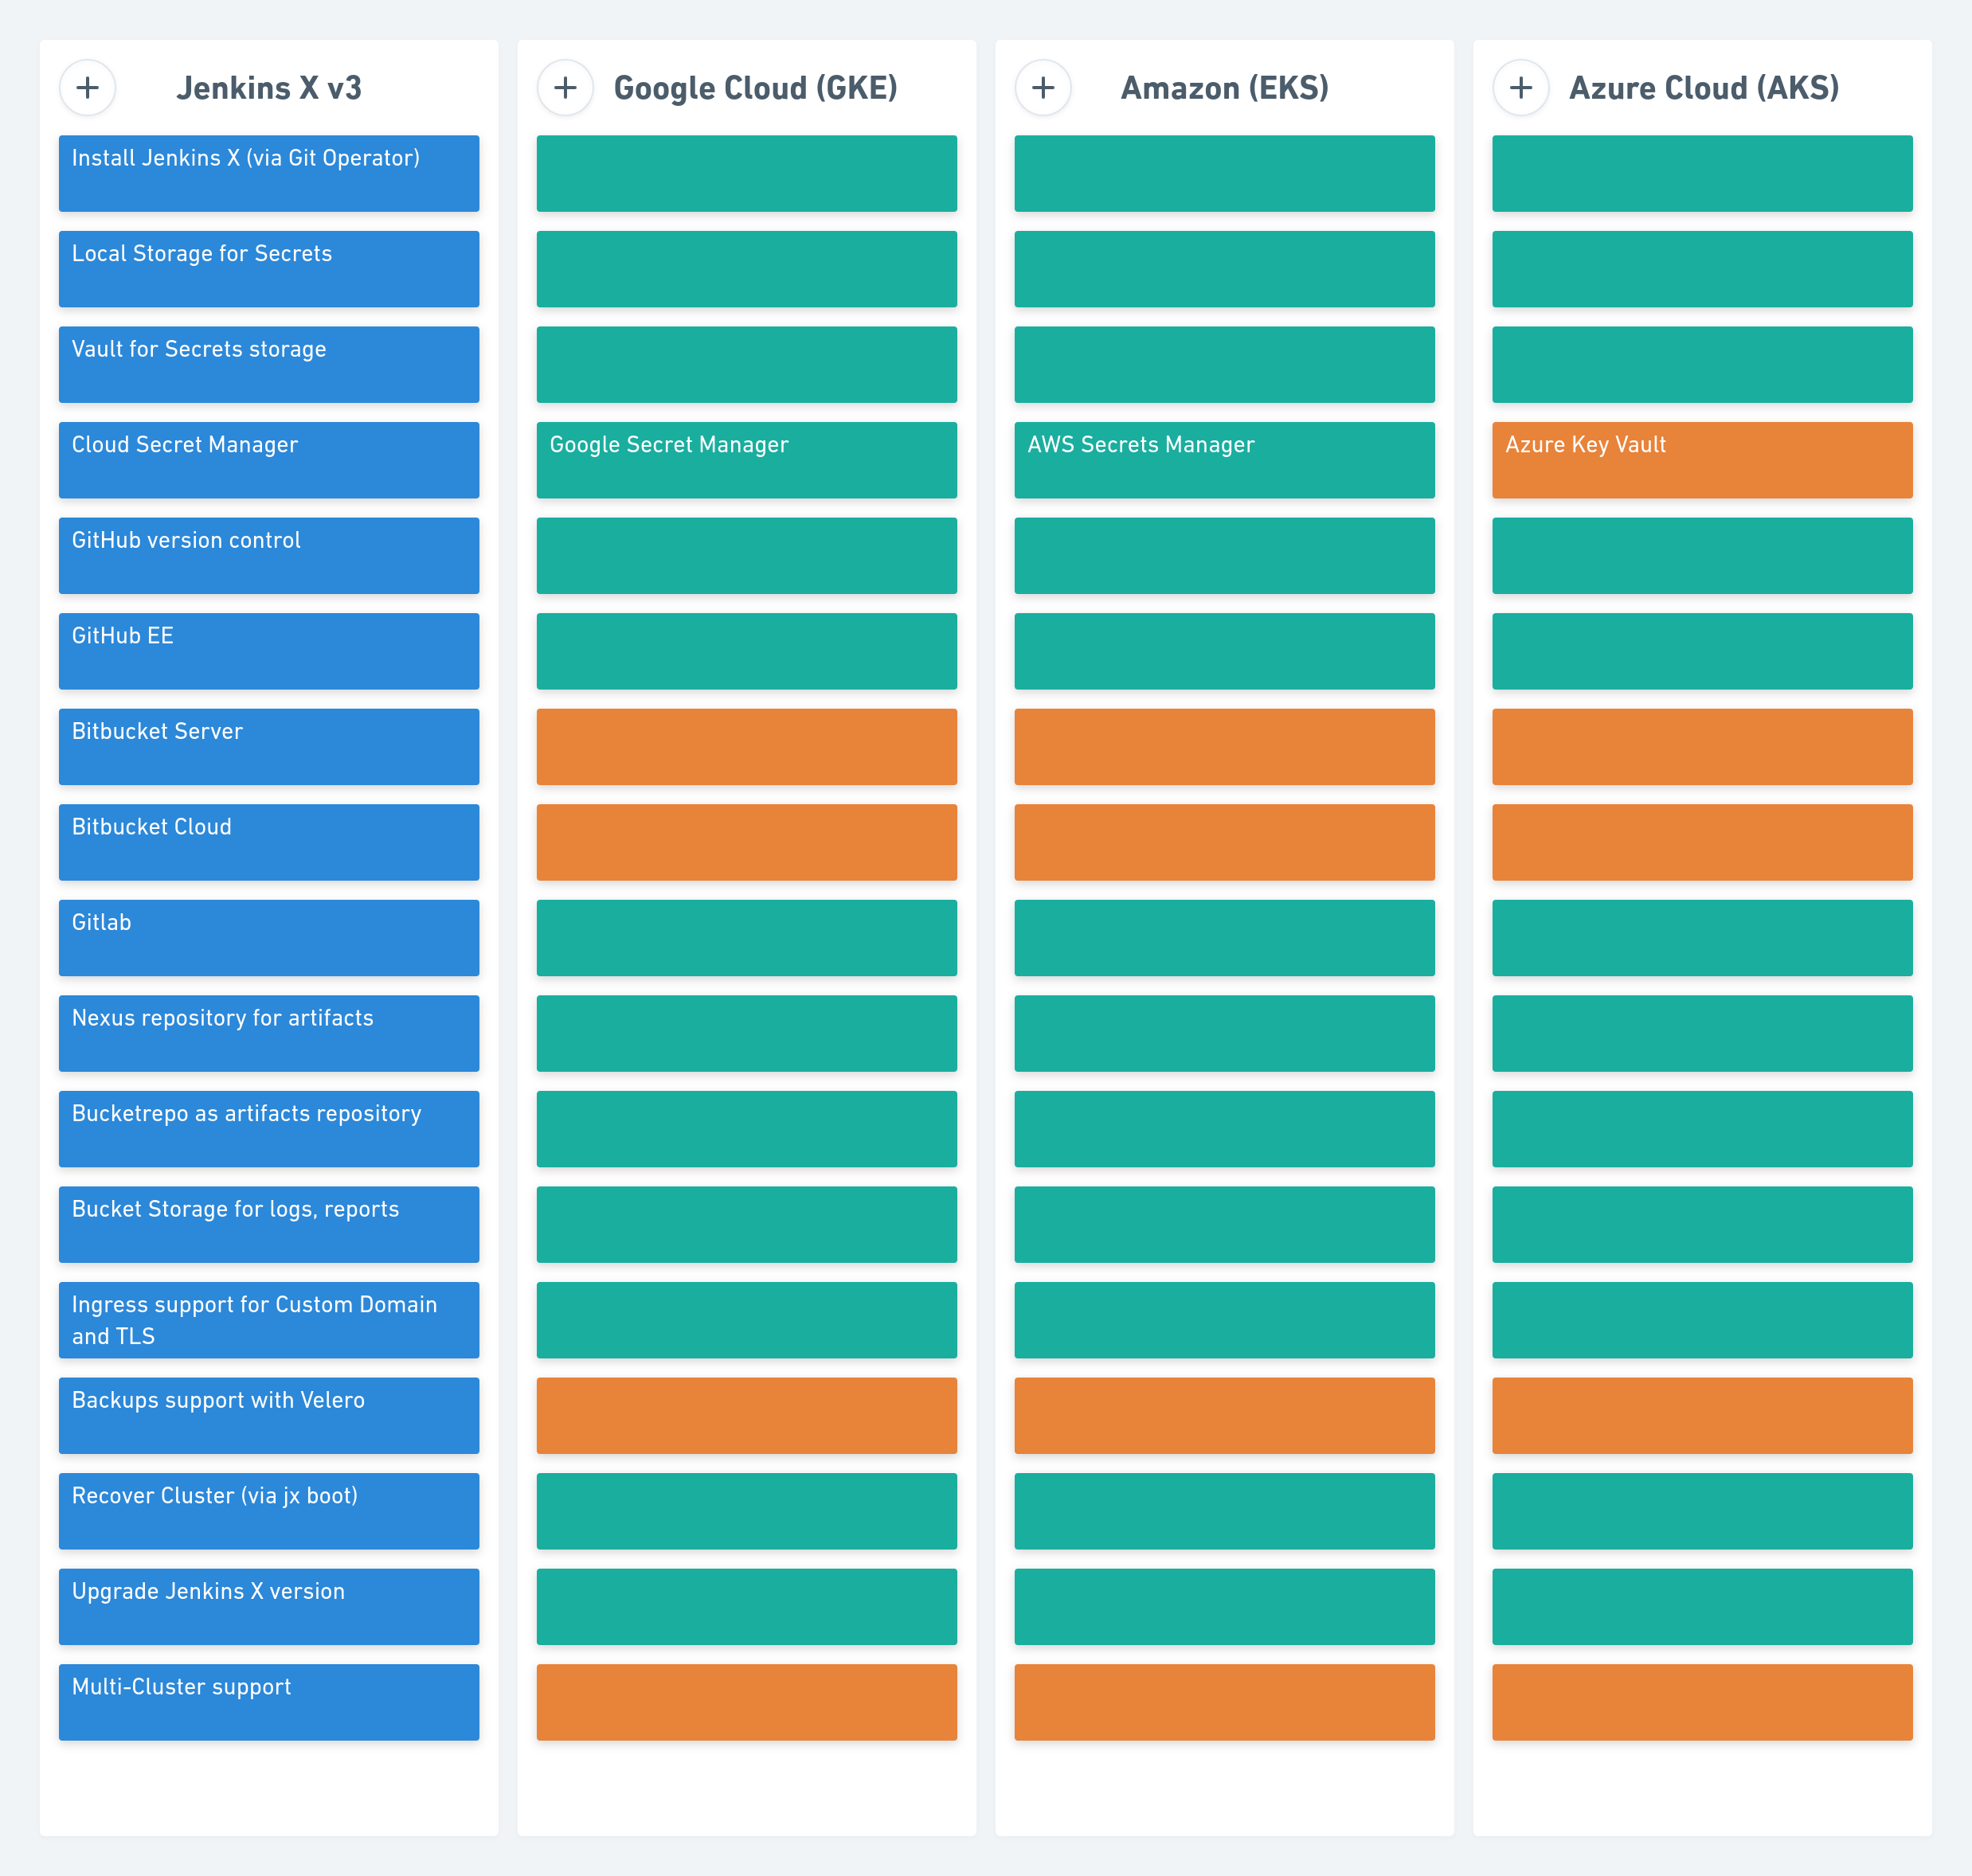 Jenkins X v3
Google Cloud (GKE)
Amazon (EKS)
Azure Cloud (AKS)
Install Jenkins X (via Git Operator)
Local Storage for Secrets
Vault for Secrets storage
Cloud Secret Manager
Google Secret Manager
AWS Secrets Manager
Azure Key Vault
GitHub version control
GitHub EE
Bitbucket Server
Bitbucket Cloud
Gitlab
Nexus repository for artifacts
Bucketrepo as artifacts repository
Bucket Storage for logs, reports
Ingress support for Custom Domain
and TLS
Backups support with Velero
Recover Cluster (via jx boot)
Upgrade Jenkins X version
Multi-Cluster support